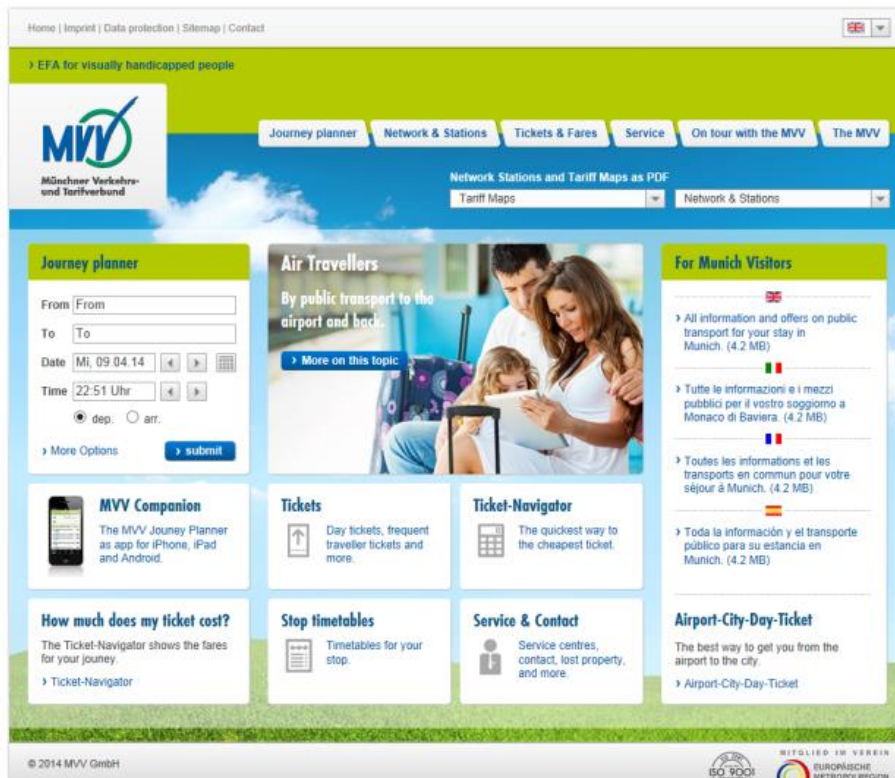 Home | Imprint | Data protection | Sitemap | Contact
› EFA for visually handicapped people
MVV
Münchner Verkehrs-
und Tarifverbund
Journey planner
Network & Stations
Tickets & Fares
Service
On tour with the MVV
The MVV
Network Stations and Tariff Maps as PDF
Tariff Maps
Network & Stations
Journey planner
From From
To To
Date Mi, 09.04.14
Time 22:51 Uhr
dep. arr.
› More Options
› submit
Air Travellers
By public transport to the
airport and back.
› More on this topic
For Munich Visitors
› All information and offers on public
transport for your stay in
Munich. (4.2 MB)
› Tutte le informazioni e i mezzi
pubblici per il vostro soggiorno a
Monaco di Baviera. (4.2 MB)
› Toutes les informations et les
transports en commun pour votre
séjour á Munich. (4.2 MB)
› Toda la información y el transporte
público para su estancia en
Munich. (4.2 MB)
MVV Companion
The MVV Jouney Planner
as app for iPhone, iPad
and Android.
Tickets
Day tickets, frequent
traveller tickets and
more.
Ticket-Navigator
The quickest way to
the cheapest ticket.
How much does my ticket cost?
The Ticket-Navigator shows the fares
for your jouney.
› Ticket-Navigator
Stop timetables
Timetables for your
stop.
Service & Contact
Service centres,
contact, lost property,
and more.
Airport-City-Day-Ticket
The best way to get you from the
airport to the city.
› Airport-City-Day-Ticket
© 2014 MVV GmbH
ISO 9001
MITGLIED IM VEREIN
EUROPÄISCHE
METROPOLREGION